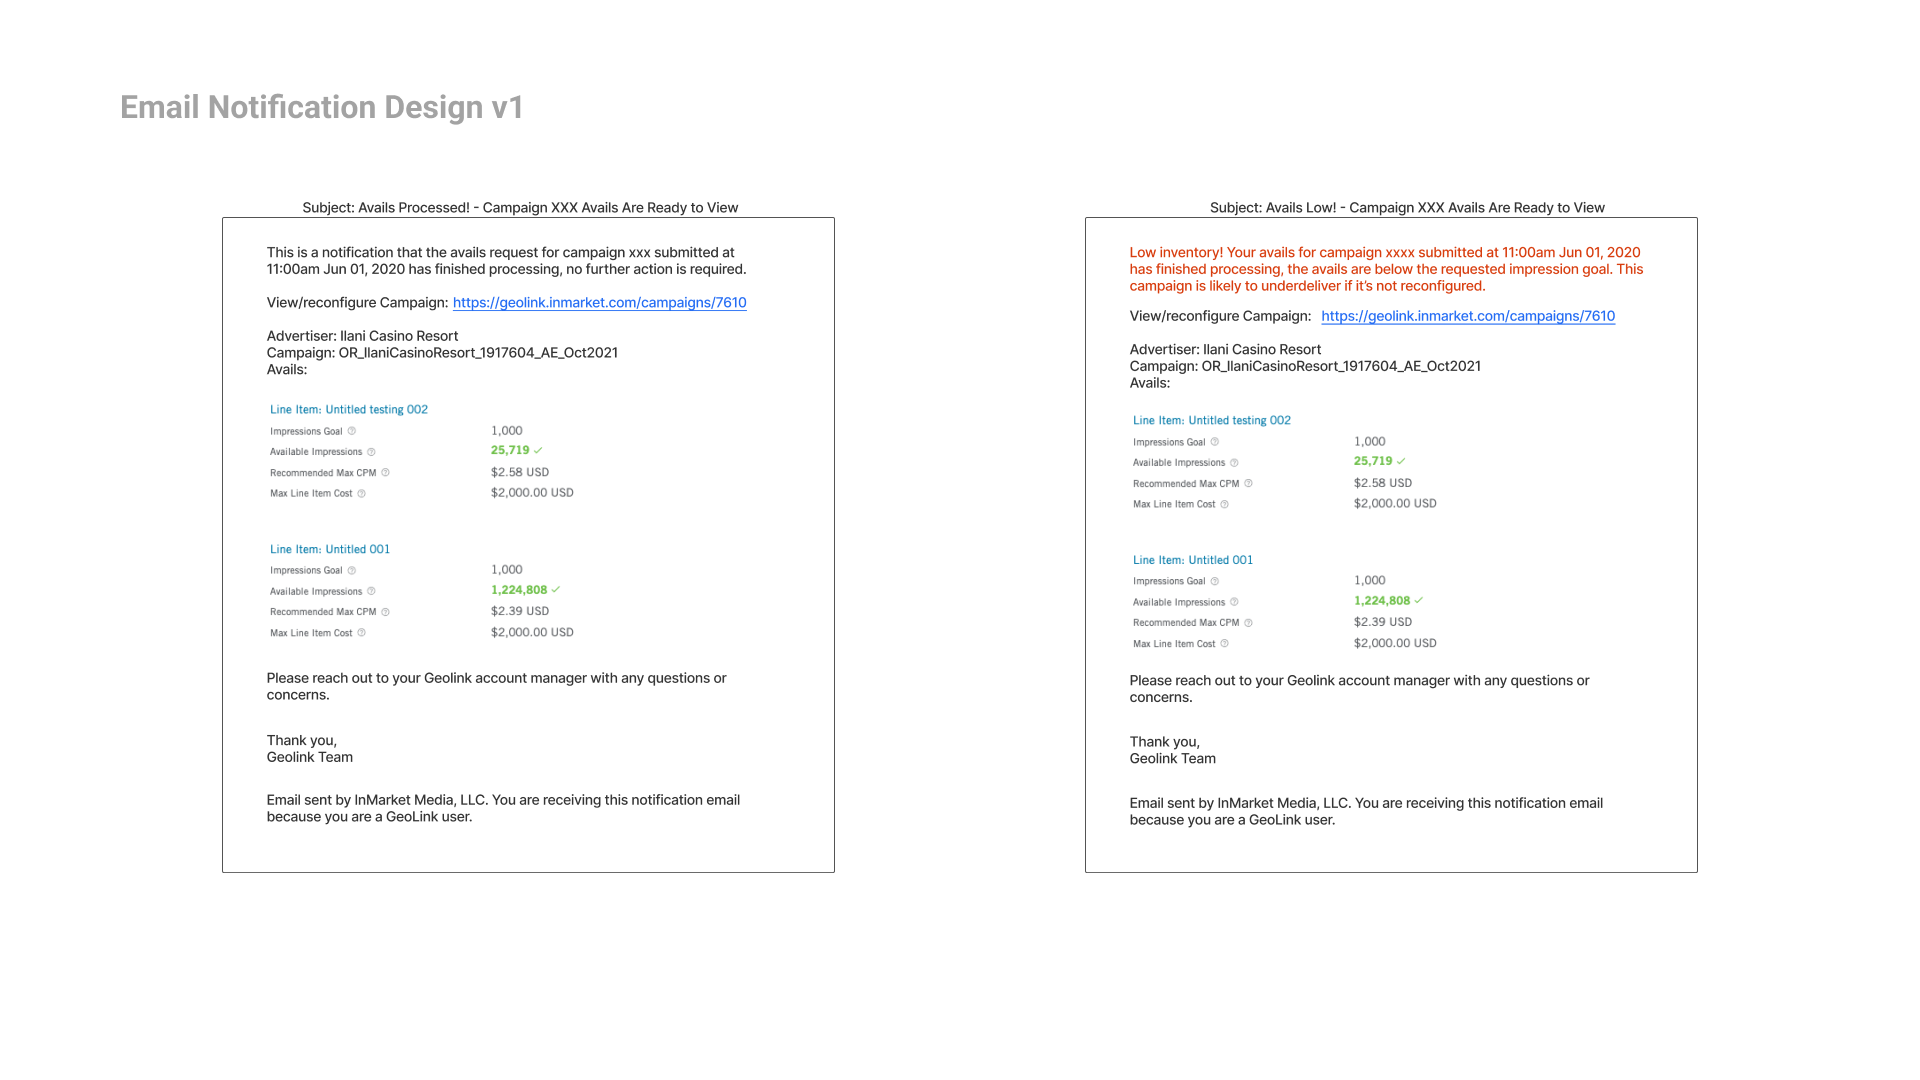 Email Notification Design v1
Subject: Avails Processed! - Campaign XXX Avails Are Ready to View
This is a notification that the avails request for campaign xxx submitted at
11:00am Jun 01, 2020 has finished processing, no further action is required.
View/reconfigure Campaign: https://geolink.inmarket.com/campaigns/7610
Advertiser: Ilani Casino Resort
Campaign: OR_IlaniCasinoResort_1917604_AE_Oct2021
Avails:
Line Item: Untitled testing 002
Impressions Goal 1,000
Available Impressions 25,719
Recommended Max CPM $2.58 USD
Max Line Item Cost $2,000.00 USD
Line Item: Untitled 001
Impressions Goal 1,000
Available Impressions 1,224,808
Recommended Max CPM $2.39 USD
Max Line Item Cost $2,000.00 USD
Please reach out to your Geolink account manager with any questions or
concerns.
Thank you,
Geolink Team
Email sent by InMarket Media, LLC. You are receiving this notification email
because you are a GeoLink user.
Subject: Avails Low! - Campaign XXX Avails Are Ready to View
Low inventory! Your avails for campaign xxxx submitted at 11:00am Jun 01, 2020
has finished processing, the avails are below the requested impression goal. This
campaign is likely to underdeliver if it’s not reconfigured.
View/reconfigure Campaign: https://geolink.inmarket.com/campaigns/7610
Advertiser: Ilani Casino Resort
Campaign: OR_IlaniCasinoResort_1917604_AE_Oct2021
Avails:
Line Item: Untitled testing 002
Impressions Goal 1,000
Available Impressions 25,719
Recommended Max CPM $2.58 USD
Max Line Item Cost $2,000.00 USD
Line Item: Untitled 001
Impressions Goal 1,000
Available Impressions 1,224,808
Recommended Max CPM $2.39 USD
Max Line Item Cost $2,000.00 USD
Please reach out to your Geolink account manager with any questions or
concerns.
Thank you,
Geolink Team
Email sent by InMarket Media, LLC. You are receiving this notification email
because you are a GeoLink user.